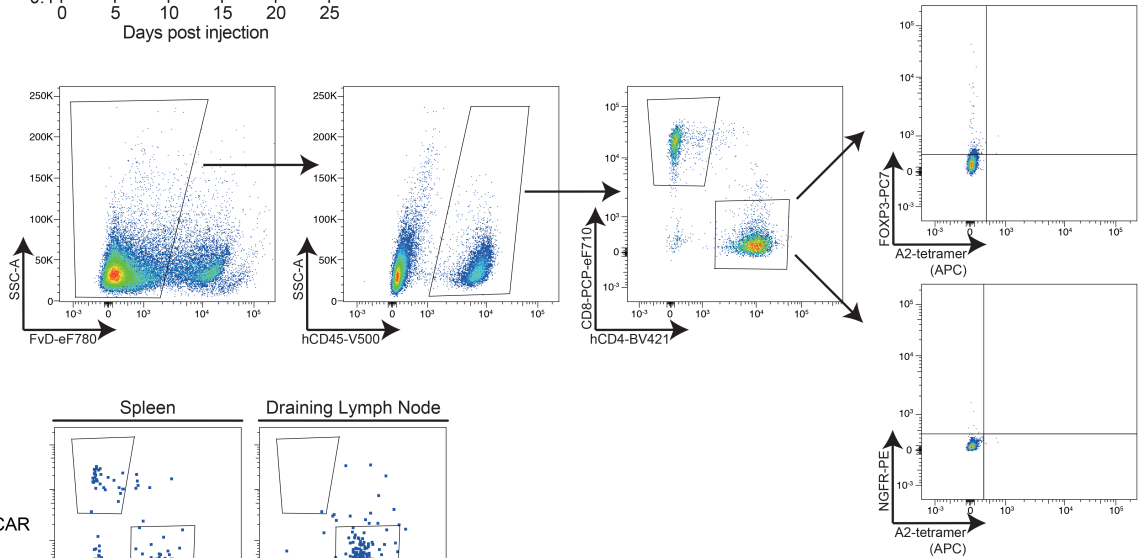 0 5 10 15 20 25
Days post injection
250K
200K
150K
100K
50K
0
SSC-A
10-3 0 10³ 10⁴ 10⁵
FvD-eF780
250K
200K
150K
100K
50K
0
SSC-A
10-3 0 10³ 10⁴ 10⁵
hCD45-V500
10⁵
10⁴
10³
0
10-3
CD8-PCP-eF710
10-3 0 10³ 10⁴ 10⁵
hCD4-BV421
10⁵
10⁴
10³
0
10-3
FOXP3-PC7
10-3 0 10³ 10⁴ 10⁵
A2-tetramer
(APC)
10⁵
10⁴
10³
0
10-3
NGFR-PE
10-3 0 10³ 10⁴ 10⁵
A2-tetramer
(APC)
Spleen
Draining Lymph Node
CAR